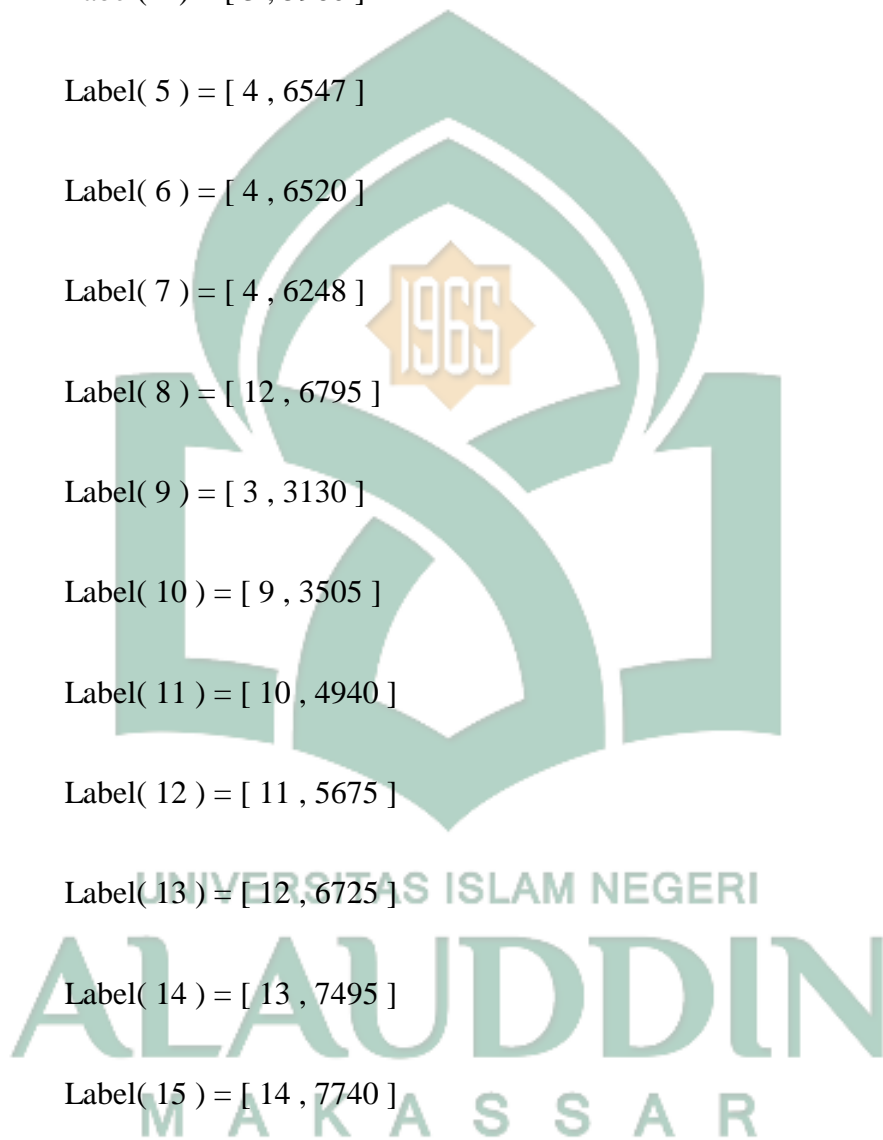 Label( 5 ) = [ 4 , 6547 ]
Label( 6 ) = [ 4 , 6520 ]
Label( 7 ) = [ 4 , 6248 ]
1965
Label( 8 ) = [ 12 , 6795 ]
Label( 9 ) = [ 3 , 3130 ]
Label( 10 ) = [ 9 , 3505 ]
Label( 11 ) = [ 10 , 4940 ]
Label( 12 ) = [ 11 , 5675 ]
Label( 13 ) = [ 12 , 6725 ]
UNIVERSITAS ISLAM NEGERI
ALAUDDIN
Label( 14 ) = [ 13 , 7495 ]
Label( 15 ) = [ 14 , 7740 ]
MAKASSAR